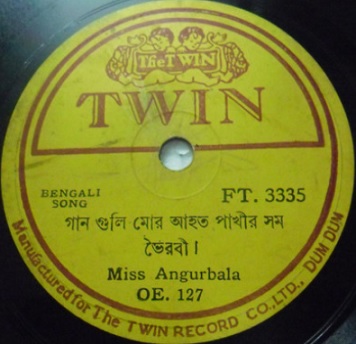 The TWIN
TWIN
BENGALI
SONG
FT. 3335
গান গুলি মোর আহত পাখীর সম
ভৈরবী।
Miss Angurbala
OE. 127
Manufactured for The TWIN RECORD CO., LTD., DUM DUM